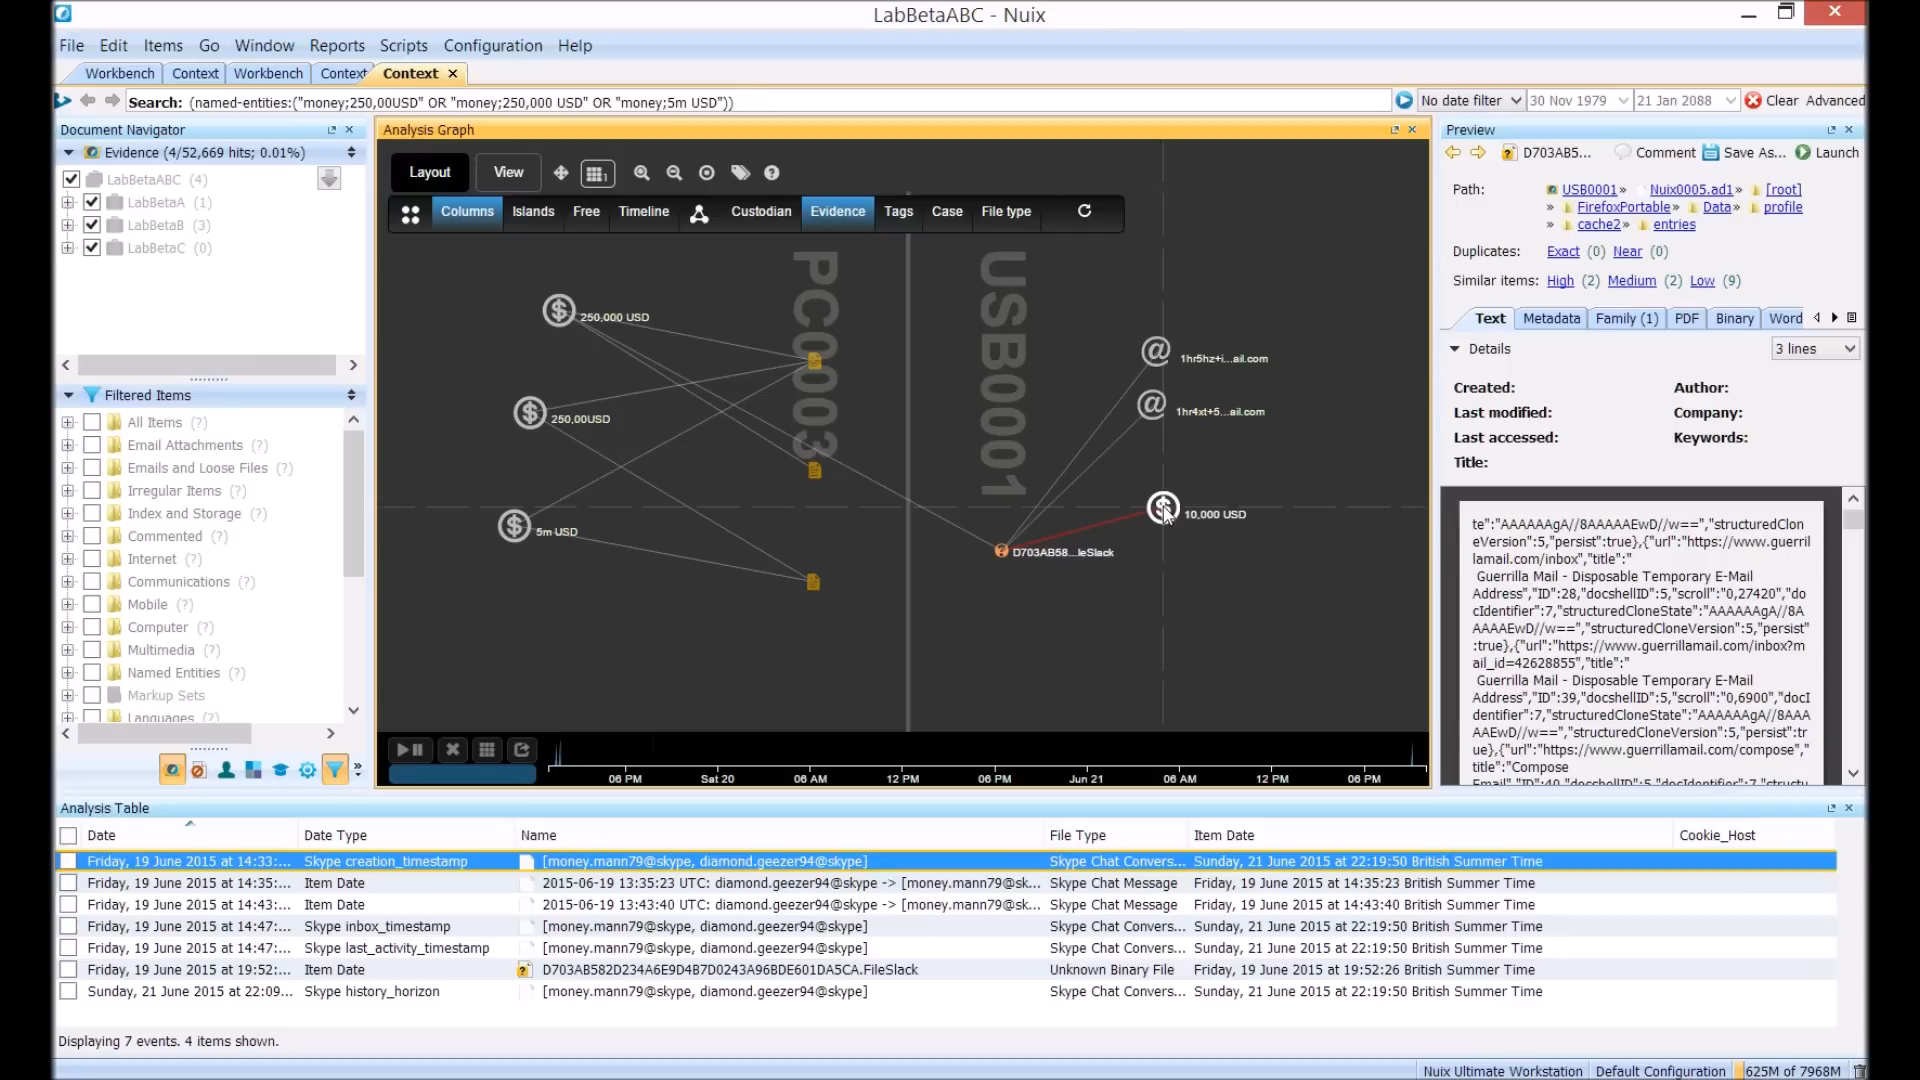 LabBetaABC - Nuix
File Edit Items Go Window Reports Scripts Configuration Help
Workbench Context Workbench Context Context
Search: (named-entities:("money;250,00USD" OR "money;250,000 USD" OR "money;5m USD"))
No date filter 30 Nov 1979 21 Jan 2088 Clear Advanced
Document Navigator
Evidence (4/52,669 hits; 0.01%)
LabBetaABC (4)
LabBetaA (1)
LabBetaB (3)
LabBetaC (0)
Filtered Items
All Items (?)
Email Attachments (?)
Emails and Loose Files (?)
Irregular Items (?)
Index and Storage (?)
Commented (?)
Internet (?)
Communications (?)
Mobile (?)
Computer (?)
Multimedia (?)
Named Entities (?)
Markup Sets
Languages (?)
Analysis Graph
Layout View
Columns Islands Free Timeline Custodian Evidence Tags Case File type
PC0003
USB0001
250,000 USD
250,00USD
5m USD
1hr5hz+i...ail.com
1hr4xt+5...ail.com
10,000 USD
D703AB58...leSlack
06 PM Sat 20 06 AM 12 PM 06 PM Jun 21 06 AM 12 PM 06 PM
Preview
D703AB5... Comment Save As... Launch
Path: USB0001» Nuix0005.ad1» [root]
» FirefoxPortable» Data» profile
» cache2» entries
Duplicates: Exact (0) Near (0)
Similar items: High (2) Medium (2) Low (9)
Text Metadata Family (1) PDF Binary Word
Details 3 lines
Created: Author:
Last modified: Company:
Last accessed: Keywords:
Title:
te":"AAAAAAgA//8AAAAAEwD//w==","structuredClon
eVersion":5,"persist":true},{"url":"https://www.guerril
lamail.com/inbox","title":"
Guerrilla Mail - Disposable Temporary E-Mail
Address","ID":28,"docshellID":5,"scroll":"0,27420","doc
Identifier":7,"structuredCloneState":"AAAAAAgA//8A
AAAAEwD//w==","structuredCloneVersion":5,"persist"
:true},{"url":"https://www.guerrillamail.com/inbox?m
ail_id=42628855","title":"
Guerrilla Mail - Disposable Temporary E-Mail
Address","ID":39,"docshellID":5,"scroll":"0,6900","docI
dentifier":7,"structuredCloneState":"AAAAAAgA//8AAA
AAEwD//w==","structuredCloneVersion":5,"persist":tr
ue},{"url":"https://www.guerrillamail.com/compose","
title":"Compose
Email","ID":40,"docshellID":5,"docIdentifier":7,"structu
Analysis Table
Date Date Type Name File Type Item Date Cookie_Host
Friday, 19 June 2015 at 14:33:... Skype creation_timestamp [money.mann79@skype, diamond.geezer94@skype] Skype Chat Convers... Sunday, 21 June 2015 at 22:19:50 British Summer Time
Friday, 19 June 2015 at 14:35:... Item Date 2015-06-19 13:35:23 UTC: diamond.geezer94@skype -> [money.mann79@sk... Skype Chat Message Friday, 19 June 2015 at 14:35:23 British Summer Time
Friday, 19 June 2015 at 14:43:... Item Date 2015-06-19 13:43:40 UTC: diamond.geezer94@skype -> [money.mann79@sk... Skype Chat Message Friday, 19 June 2015 at 14:43:40 British Summer Time
Friday, 19 June 2015 at 14:47:... Skype inbox_timestamp [money.mann79@skype, diamond.geezer94@skype] Skype Chat Convers... Sunday, 21 June 2015 at 22:19:50 British Summer Time
Friday, 19 June 2015 at 14:47:... Skype last_activity_timestamp [money.mann79@skype, diamond.geezer94@skype] Skype Chat Convers... Sunday, 21 June 2015 at 22:19:50 British Summer Time
Friday, 19 June 2015 at 19:52:... Item Date D703AB582D234A6E9D4B7D0243A96BDE601DA5CA.FileSlack Unknown Binary File Friday, 19 June 2015 at 19:52:26 British Summer Time
Sunday, 21 June 2015 at 22:09... Skype history_horizon [money.mann79@skype, diamond.geezer94@skype] Skype Chat Convers... Sunday, 21 June 2015 at 22:19:50 British Summer Time
Displaying 7 events. 4 items shown.
Nuix Ultimate Workstation Default Configuration 625M of 7968M